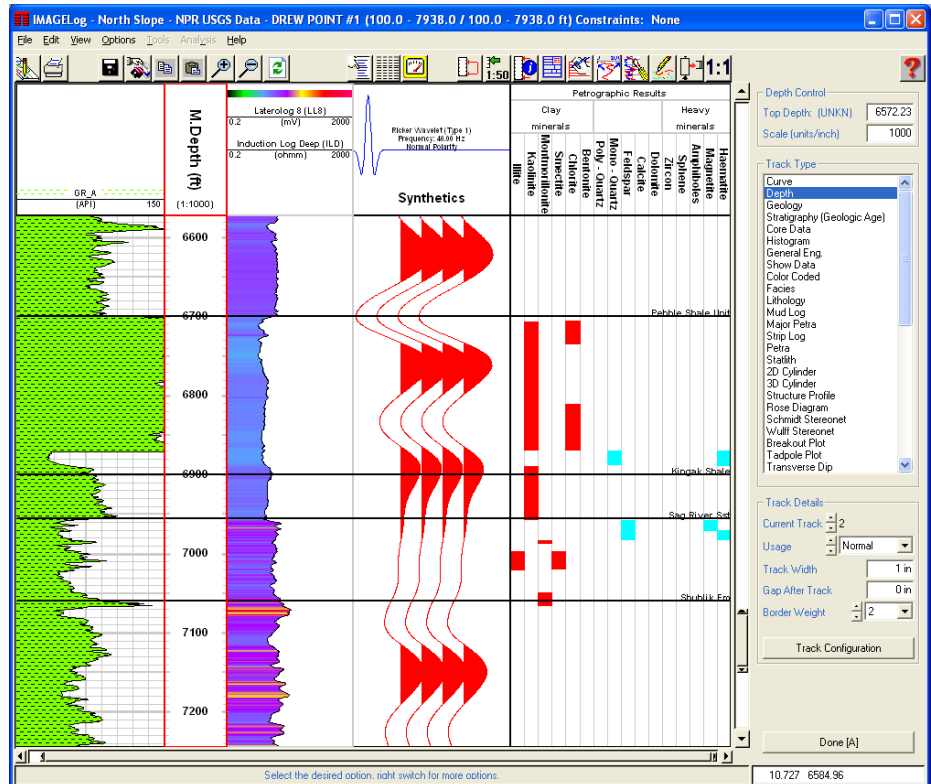 IMAGELog - North Slope - NPR USGS Data - DREW POINT #1 (100.0 - 7938.0 / 100.0 - 7938.0 ft) Constraints: None
File Edit View Options Tools Analysis Help
1:50
1:1
?
GR_A
(API) 150
M.Depth (ft)
(1:1000)
Laterolog 8 (LL8)
0.2 (mV) 2000
Induction Log Deep (ILD)
0.2 (ohmm) 2000
Ricker Wavelet (Type 1)
Frequency: 40.00 Hz
Normal Polarity
Synthetics
Petrographic Results
Clay
minerals
Heavy
minerals
Illite
Kaolinite
Montmorillonite
Smectite
Chlorite
Bentonite
Poly - Quartz
Mono - Quartz
Feldspat
Calcite
Dolomite
Zircon
Sphene
Amphiboles
Magnetite
Haematite
6600
6700
6800
6900
7000
7100
7200
Pebble Shale Unit
Kingak Shale
Sag River Sst
Shublik Fm
Depth Control
Top Depth: (UNKN) 6572.23
Scale (units/inch) 1000
Track Type
Curve
Depth
Geology
Stratigraphy (Geologic Age)
Core Data
Histogram
General Eng.
Show Data
Color Coded
Facies
Lithology
Mud Log
Major Petra
Strip Log
Petra
Statlith
2D Cylinder
3D Cylinder
Structure Profile
Rose Diagram
Schmidt Stereonet
Wulff Stereonet
Breakout Plot
Tadpole Plot
Transverse Dip
Track Details
Current Track 2
Usage Normal
Track Width 1 in
Gap After Track 0 in
Border Weight 2
Track Configuration
Done [A]
Select the desired option, right switch for more options.
10.727 6584.96